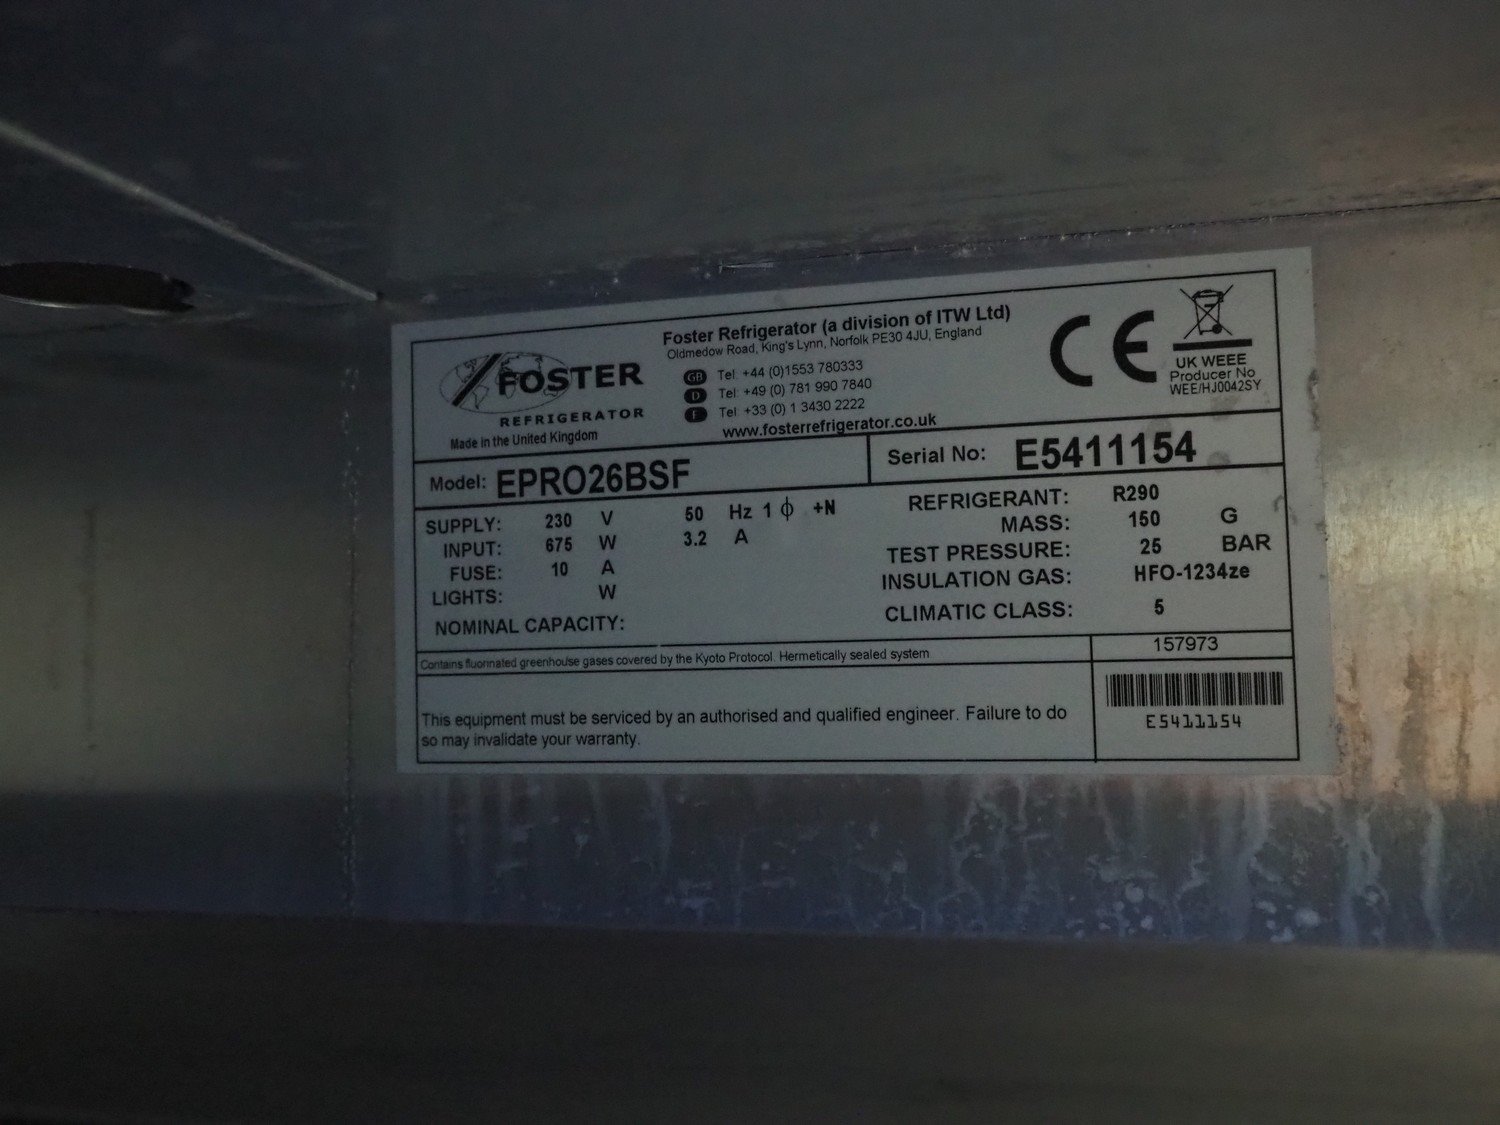 FOSTER
REFRIGERATOR
Made in the United Kingdom
Foster Refrigerator (a division of ITW Ltd)
Oldmedow Road, King's Lynn, Norfolk PE30 4JU, England
GB Tel: +44 (0)1553 780333
D Tel: +49 (0) 781 990 7840
F Tel: +33 (0) 1 3430 2222
www.fosterrefrigerator.co.uk
CE
UK WEEE
Producer No
WEE/HJ0042SY
Model: EPRO26BSF
Serial No: E5411154
SUPPLY: 230 V 50 Hz 1 ϕ +N
INPUT: 675 W 3.2 A
FUSE: 10 A
LIGHTS: W
NOMINAL CAPACITY:
REFRIGERANT: R290
MASS: 150 G
TEST PRESSURE: 25 BAR
INSULATION GAS: HFO-1234ze
CLIMATIC CLASS: 5
Contains fluorinated greenhouse gases covered by the Kyoto Protocol. Hermetically sealed system.
157973
This equipment must be serviced by an authorised and qualified engineer. Failure to do
so may invalidate your warranty.
E5411154